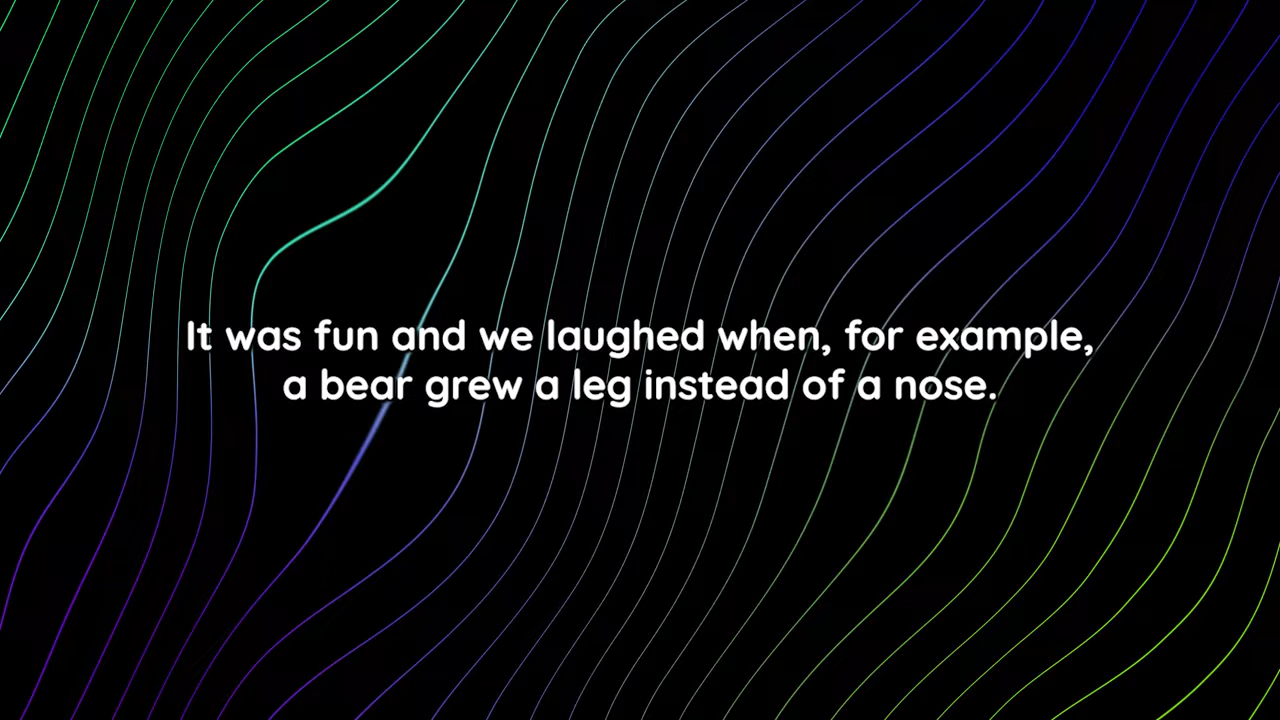 It was fun and we laughed when, for example,
a bear grew a leg instead of a nose.